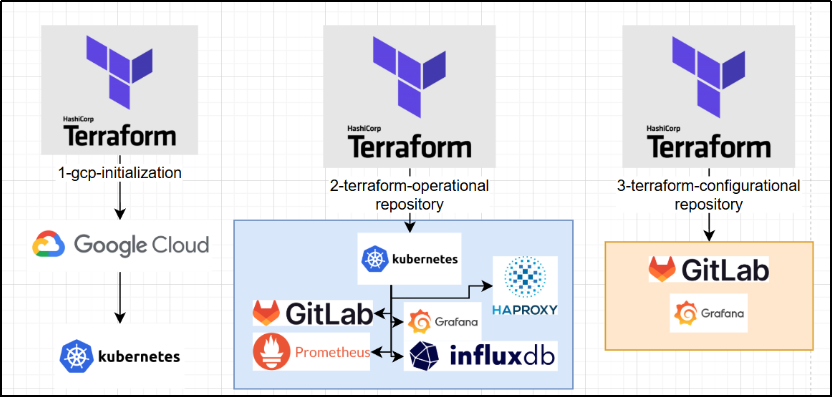 HashiCorp
Terraform
1-gcp-initialization
Google Cloud
kubernetes
HashiCorp
Terraform
2-terraform-operational
repository
kubernetes
HAPROXY
GitLab
Grafana
Prometheus
influxdb
HashiCorp
Terraform
3-terraform-configurational
repository
GitLab
Grafana